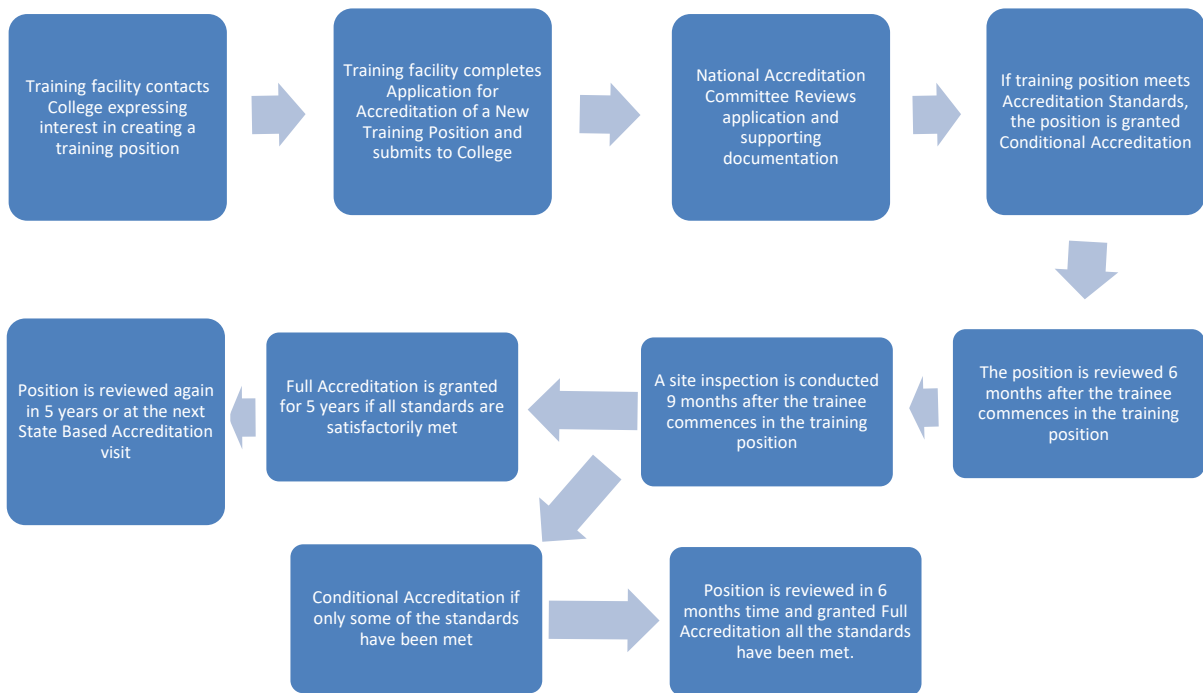 Training facility contacts
College expressing
interest in creating a
training position
Training facility completes
Application for
Accreditation of a New
Training Position and
submits to College
National Accreditation
Committee Reviews
application and
supporting
documentation
If training position meets
Accreditation Standards,
the position is granted
Conditional Accreditation
The position is reviewed 6
months after the trainee
commences in the training
position
A site inspection is conducted
9 months after the trainee
commences in the training
position
Full Accreditation is granted
for 5 years if all standards are
satisfactorily met
Position is reviewed again
in 5 years or at the next
State Based Accreditation
visit
Conditional Accreditation if
only some of the standards
have been met
Position is reviewed in 6
months time and granted Full
Accreditation all the standards
have been met.